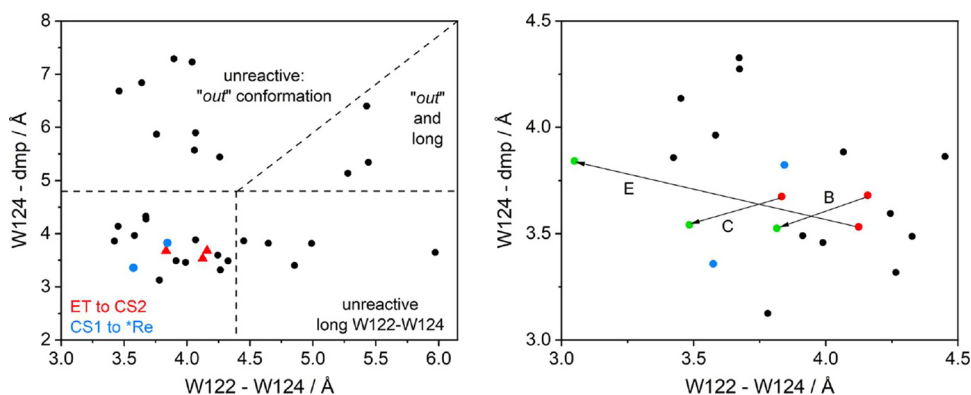 8
7
6
5
4
3
2
W124 - dmp / Å
unreactive:
"out" conformation
"out"
and
long
ET to CS2
CS1 to *Re
unreactive
long W122-W124
3.0 3.5 4.0 4.5 5.0 5.5 6.0
W122 - W124 / Å
4.5
4.0
3.5
3.0
W124 - dmp / Å
E
B
C
3.0 3.5 4.0 4.5
W122 - W124 / Å